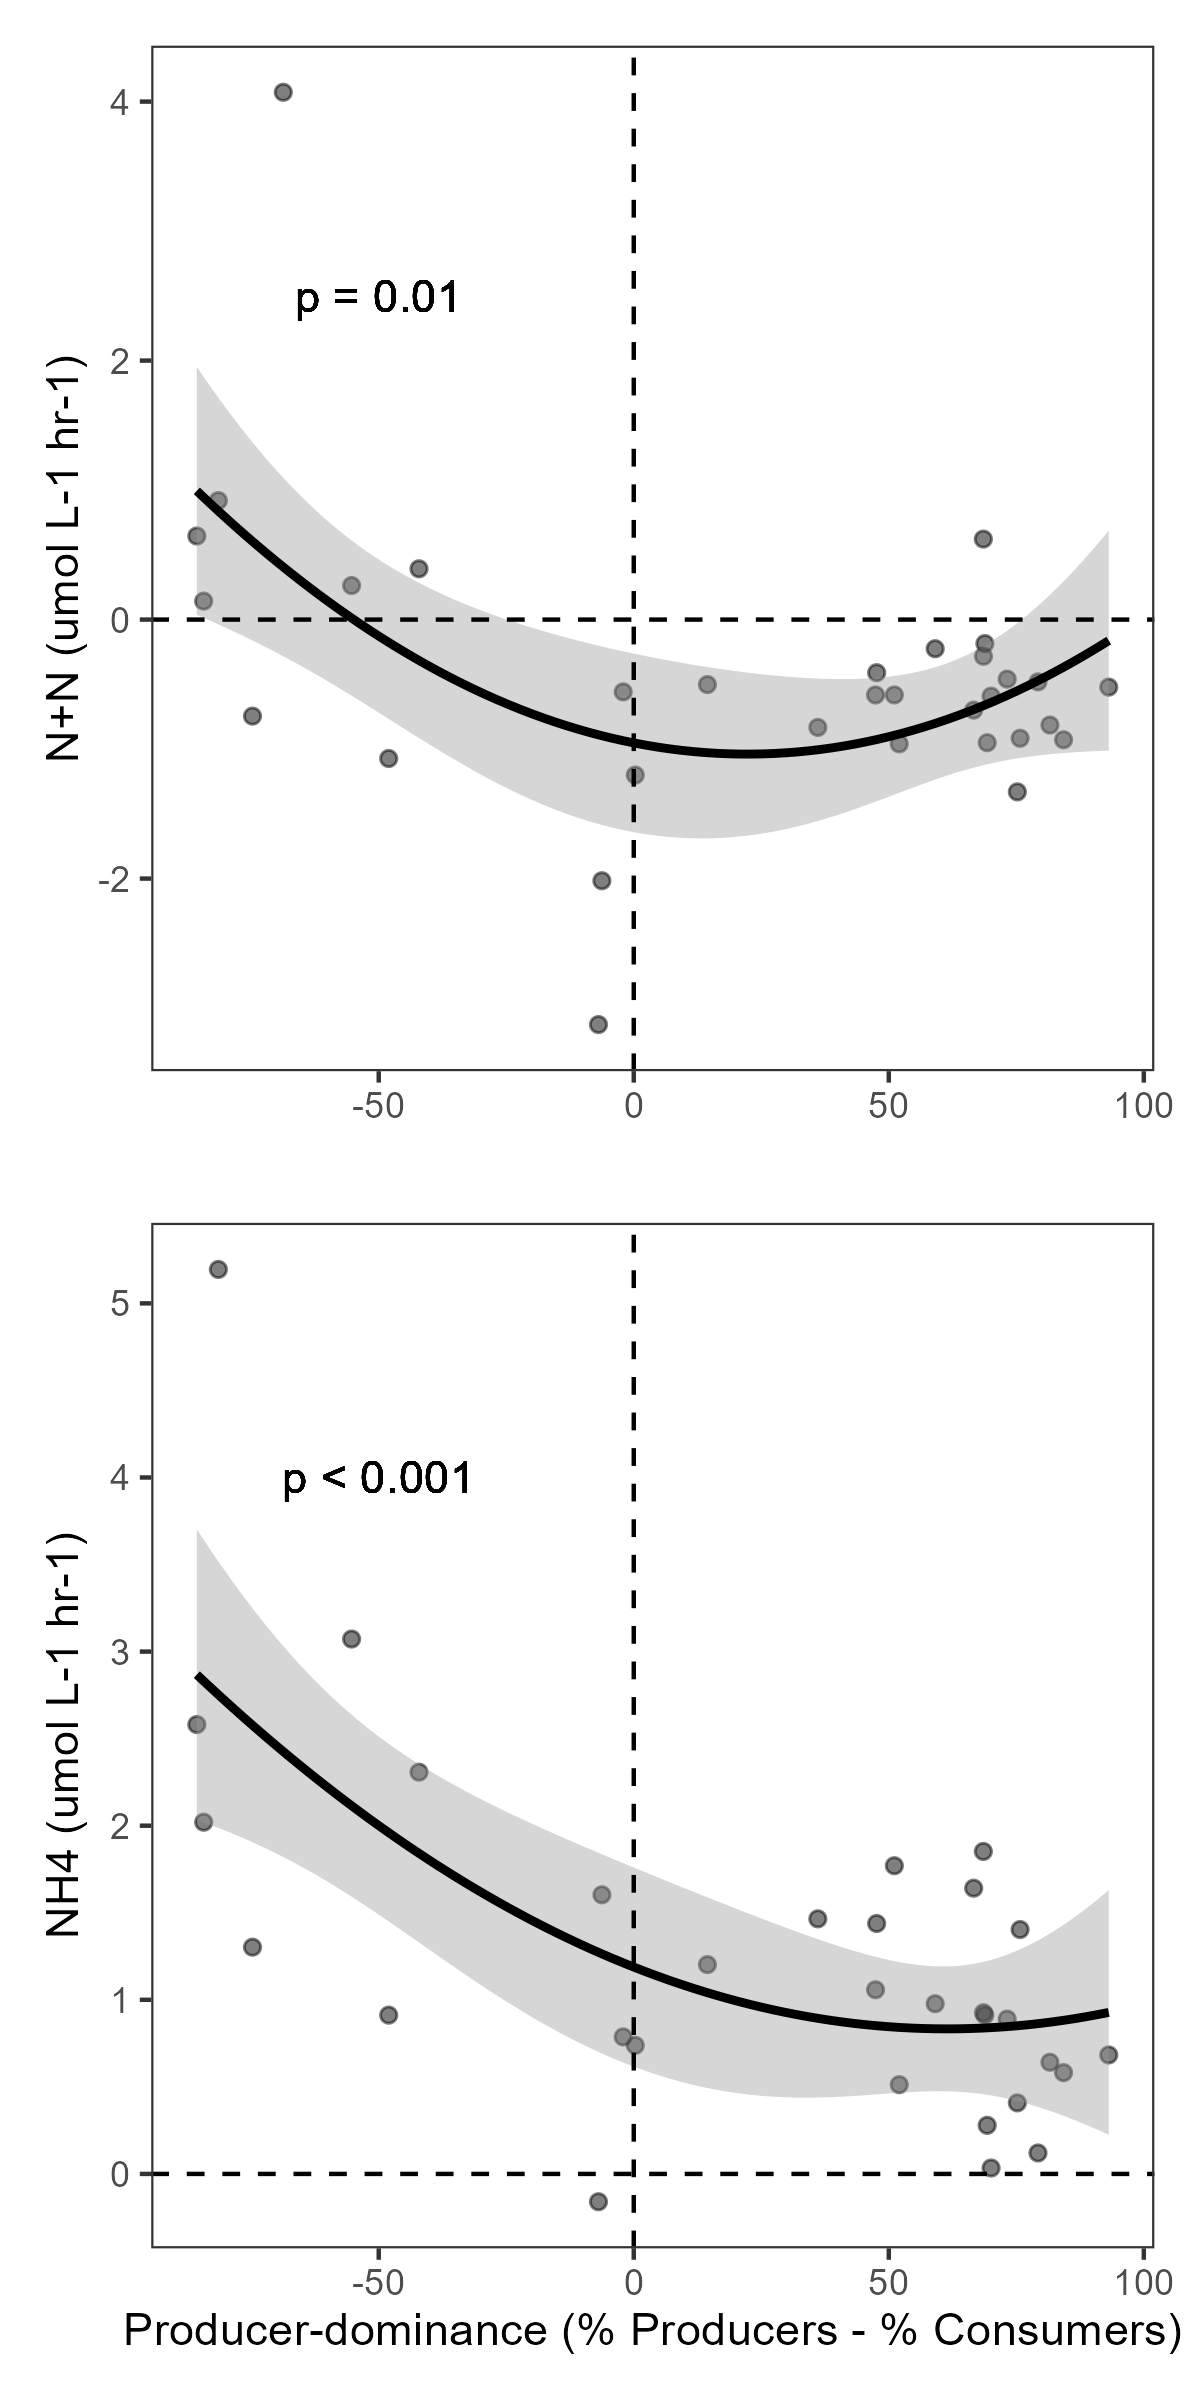 4
2
0
-2
N+N (umol L-1 hr-1)
p = 0.01
-50 0 50 100
5
4
3
2
1
0
NH4 (umol L-1 hr-1)
p < 0.001
-50 0 50 100
Producer-dominance (% Producers - % Consumers)